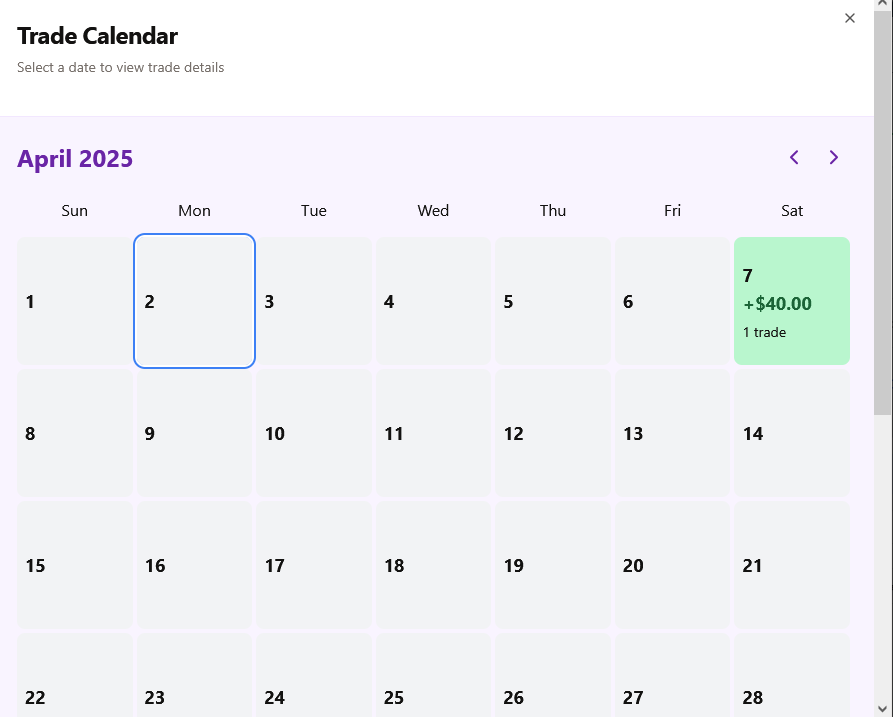 Trade Calendar
Select a date to view trade details
April 2025
Sun Mon Tue Wed Thu Fri Sat
1 2 3 4 5 6 7
+$40.00
1 trade
8 9 10 11 12 13 14
15 16 17 18 19 20 21
22 23 24 25 26 27 28